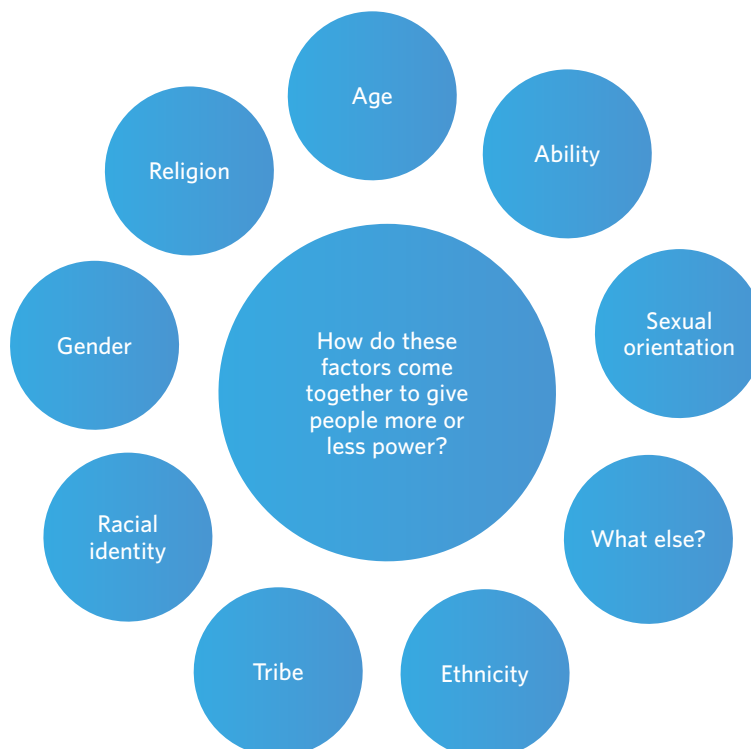 Age
Ability
Religion
Sexual
orientation
Gender
How do these
factors come
together to give
people more or
less power?
Racial
identity
What else?
Tribe
Ethnicity